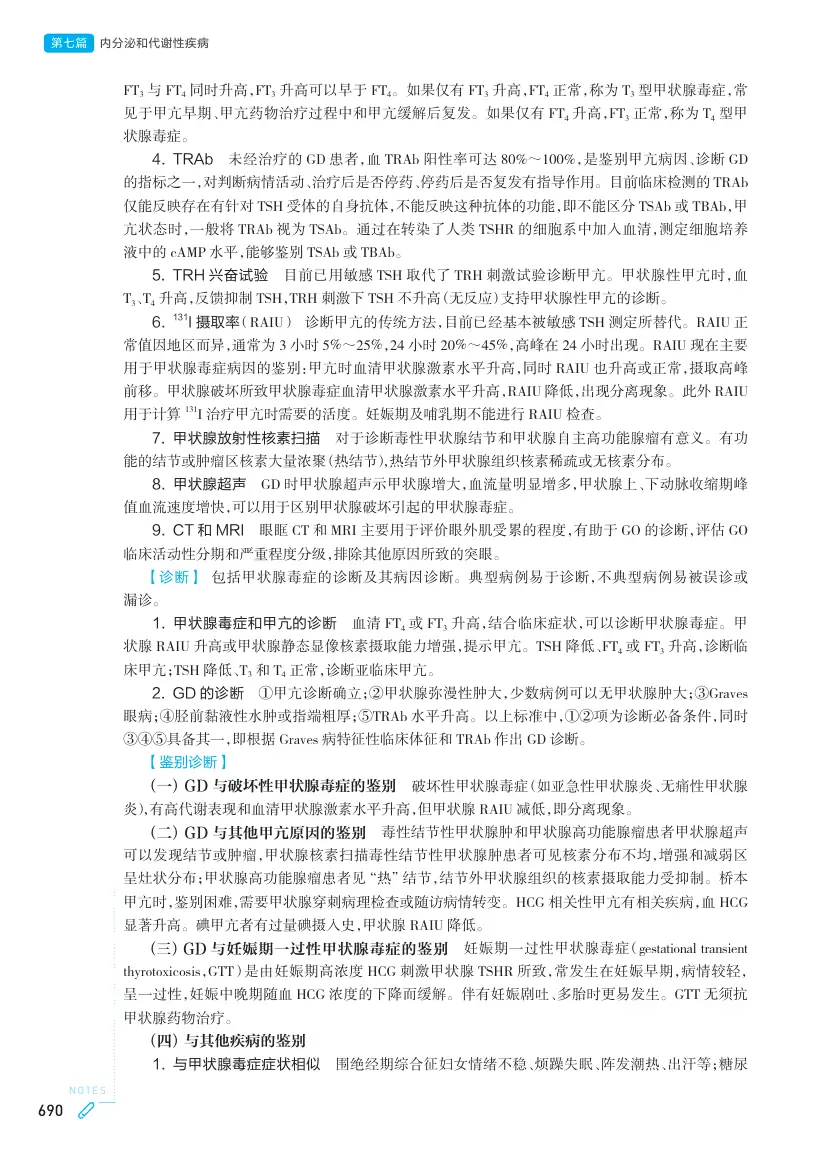 第七篇 内分泌和代谢性疾病
FT₃ 与 FT₄ 同时升高，FT₃ 升高可以早于 FT₄。如果仅有 FT₃ 升高，FT₄ 正常，称为 T₃ 型甲状腺毒症，常
见于甲亢早期、甲亢药物治疗过程中和甲亢缓解后复发。如果仅有 FT₄ 升高，FT₃ 正常，称为 T₄ 型甲
状腺毒症。
4. TRAb 未经治疗的 GD 患者，血 TRAb 阳性率可达 80%～100%，是鉴别甲亢病因、诊断 GD
的指标之一，对判断病情活动、治疗后是否停药、停药后是否复发有指导作用。目前临床检测的 TRAb
仅能反映存在有针对 TSH 受体的自身抗体，不能反映这种抗体的功能，即不能区分 TSAb 或 TBAb，甲
亢状态时，一般将 TRAb 视为 TSAb。通过在转染了人类 TSHR 的细胞系中加入血清，测定细胞培养
液中的 cAMP 水平，能够鉴别 TSAb 或 TBAb。
5. TRH 兴奋试验 目前已用敏感 TSH 取代了 TRH 刺激试验诊断甲亢。甲状腺性甲亢时，血
T₃、T₄ 升高，反馈抑制 TSH，TRH 刺激下 TSH 不升高（无反应）支持甲状腺性甲亢的诊断。
6. ¹³¹I 摄取率（RAIU） 诊断甲亢的传统方法，目前已经基本被敏感 TSH 测定所替代。RAIU 正
常值因地区而异，通常为 3 小时 5%～25%，24 小时 20%～45%，高峰在 24 小时出现。RAIU 现在主要
用于甲状腺毒症病因的鉴别：甲亢时血清甲状腺激素水平升高，同时 RAIU 也升高或正常，摄取高峰
前移。甲状腺破坏所致甲状腺毒症血清甲状腺激素水平升高，RAIU 降低，出现分离现象。此外 RAIU
用于计算 ¹³¹I 治疗甲亢时需要的活度。妊娠期及哺乳期不能进行 RAIU 检查。
7. 甲状腺放射性核素扫描 对于诊断毒性甲状腺结节和甲状腺自主高功能腺瘤有意义。有功
能的结节或肿瘤区核素大量浓聚（热结节），热结节外甲状腺组织核素稀疏或无核素分布。
8. 甲状腺超声 GD 时甲状腺超声示甲状腺增大，血流量明显增多，甲状腺上、下动脉收缩期峰
值血流速度增快，可以用于区别甲状腺破坏引起的甲状腺毒症。
9. CT 和 MRI 眼眶 CT 和 MRI 主要用于评价眼外肌受累的程度，有助于 GO 的诊断，评估 GO
临床活动性分期和严重程度分级，排除其他原因所致的突眼。
【诊断】 包括甲状腺毒症的诊断及其病因诊断。典型病例易于诊断，不典型病例易被误诊或
漏诊。
1. 甲状腺毒症和甲亢的诊断 血清 FT₄ 或 FT₃ 升高，结合临床症状，可以诊断甲状腺毒症。甲
状腺 RAIU 升高或甲状腺静态显像核素摄取能力增强，提示甲亢。TSH 降低、FT₄ 或 FT₃ 升高，诊断临
床甲亢；TSH 降低、T₃ 和 T₄ 正常，诊断亚临床甲亢。
2. GD 的诊断 ①甲亢诊断确立；②甲状腺弥漫性肿大，少数病例可以无甲状腺肿大；③Graves
眼病；④胫前黏液性水肿或指端粗厚；⑤TRAb 水平升高。以上标准中，①②项为诊断必备条件，同时
③④⑤具备其一，即根据 Graves 病特征性临床体征和 TRAb 作出 GD 诊断。
【鉴别诊断】
（一）GD 与破坏性甲状腺毒症的鉴别 破坏性甲状腺毒症（如亚急性甲状腺炎、无痛性甲状腺
炎），有高代谢表现和血清甲状腺激素水平升高，但甲状腺 RAIU 减低，即分离现象。
（二）GD 与其他甲亢原因的鉴别 毒性结节性甲状腺肿和甲状腺高功能腺瘤患者甲状腺超声
可以发现结节或肿瘤，甲状腺核素扫描毒性结节性甲状腺肿患者可见核素分布不均，增强和减弱区
呈灶状分布；甲状腺高功能腺瘤患者见“热”结节，结节外甲状腺组织的核素摄取能力受抑制。桥本
甲亢时，鉴别困难，需要甲状腺穿刺病理检查或随访病情转变。HCG 相关性甲亢有相关疾病，血 HCG
显著升高。碘甲亢者有过量碘摄入史，甲状腺 RAIU 降低。
（三）GD 与妊娠期一过性甲状腺毒症的鉴别 妊娠期一过性甲状腺毒症（gestational transient
thyrotoxicosis，GTT）是由妊娠期高浓度 HCG 刺激甲状腺 TSHR 所致，常发生在妊娠早期，病情较轻，
呈一过性，妊娠中晚期随血 HCG 浓度的下降而缓解。伴有妊娠剧吐、多胎时更易发生。GTT 无须抗
甲状腺药物治疗。
（四）与其他疾病的鉴别
1. 与甲状腺毒症症状相似 围绝经期综合征妇女情绪不稳、烦躁失眠、阵发潮热、出汗等；糖尿
NOTES
690